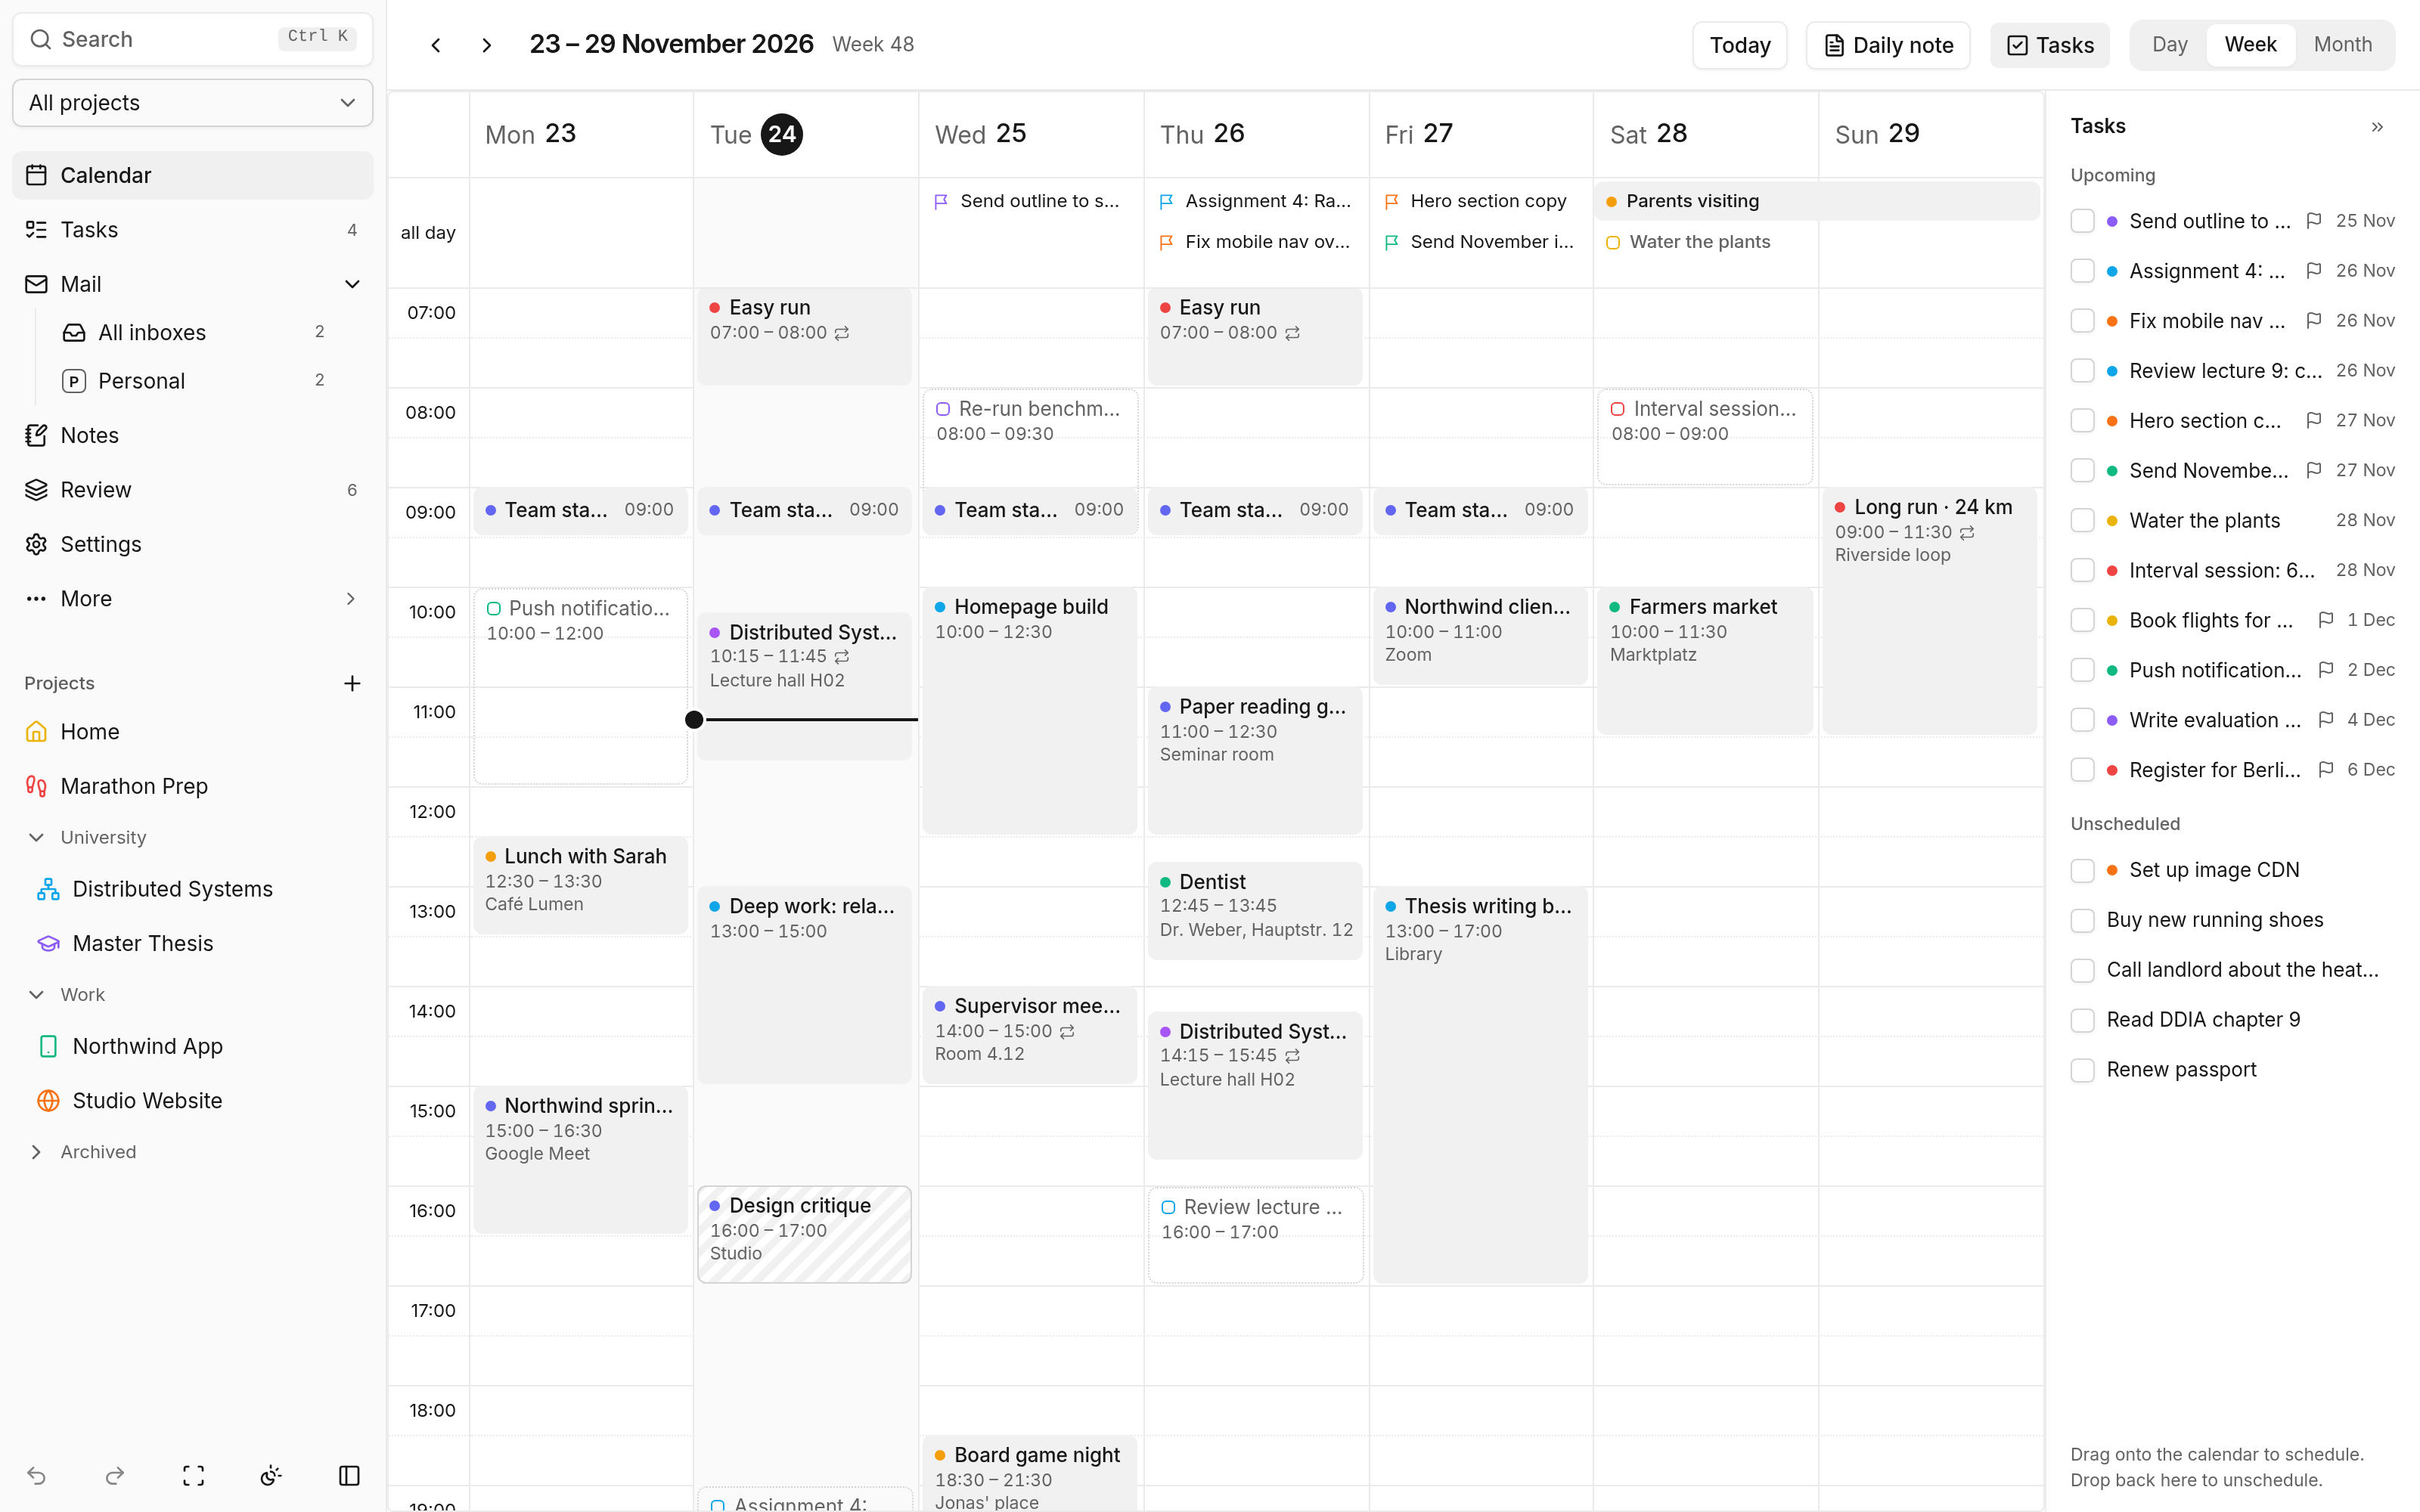 Search
Ctrl K
All projects
Calendar
Tasks
4
Mail
All inboxes
2
P
Personal
2
Notes
Review
6
Settings
More
Projects
Home
Marathon Prep
University
Distributed Systems
Master Thesis
Work
Northwind App
Studio Website
Archived
23 – 29 November 2026
Week 48
Today
Daily note
Tasks
Day
Week
Month
Mon 23
Tue 24
Wed 25
Thu 26
Fri 27
Sat 28
Sun 29
all day
Send outline to s...
Assignment 4: Ra...
Fix mobile nav ov...
Hero section copy
Send November i...
Parents visiting
Water the plants
07:00
08:00
09:00
10:00
11:00
12:00
13:00
14:00
15:00
16:00
17:00
18:00
19:00
Team sta...
09:00
Push notificatio...
10:00 – 12:00
Lunch with Sarah
12:30 – 13:30
Café Lumen
Northwind sprin...
15:00 – 16:30
Google Meet
Easy run
07:00 – 08:00
Team sta...
09:00
Distributed Syst...
10:15 – 11:45
Lecture hall H02
Deep work: rela...
13:00 – 15:00
Design critique
16:00 – 17:00
Studio
Assignment 4:
Re-run benchm...
08:00 – 09:30
Team sta...
09:00
Homepage build
10:00 – 12:30
Supervisor mee...
14:00 – 15:00
Room 4.12
Board game night
18:30 – 21:30
Jonas' place
Easy run
07:00 – 08:00
Team sta...
09:00
Paper reading g...
11:00 – 12:30
Seminar room
Dentist
12:45 – 13:45
Dr. Weber, Hauptstr. 12
Distributed Syst...
14:15 – 15:45
Lecture hall H02
Review lecture ...
16:00 – 17:00
Team sta...
09:00
Northwind clien...
10:00 – 11:00
Zoom
Thesis writing b...
13:00 – 17:00
Library
Interval session...
08:00 – 09:00
Farmers market
10:00 – 11:30
Marktplatz
Long run · 24 km
09:00 – 11:30
Riverside loop
Tasks
Upcoming
Send outline to ...
25 Nov
Assignment 4: ...
26 Nov
Fix mobile nav ...
26 Nov
Review lecture 9: c...
26 Nov
Hero section c...
27 Nov
Send Novembe...
27 Nov
Water the plants
28 Nov
Interval session: 6...
28 Nov
Book flights for ...
1 Dec
Push notification...
2 Dec
Write evaluation ...
4 Dec
Register for Berli...
6 Dec
Unscheduled
Set up image CDN
Buy new running shoes
Call landlord about the heat...
Read DDIA chapter 9
Renew passport
Drag onto the calendar to schedule.
Drop back here to unschedule.